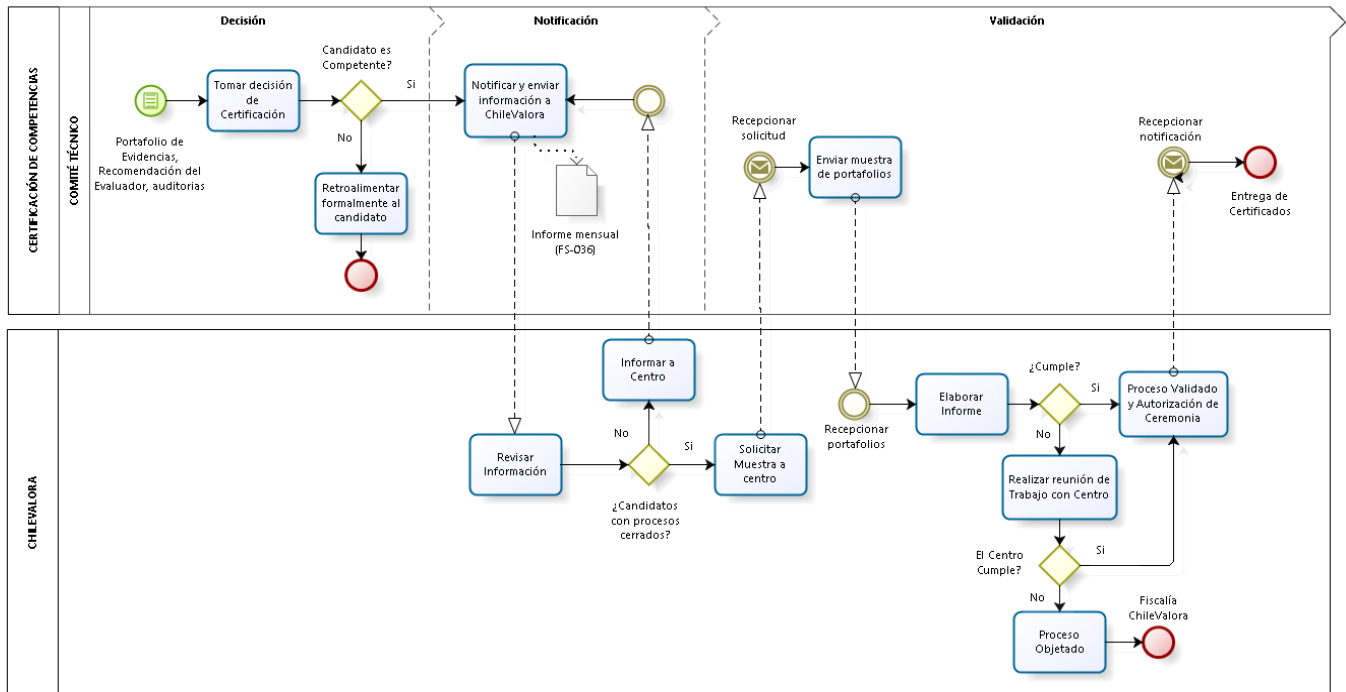 Decisión
Notificación
Validación
CERTIFICACIÓN DE COMPETENCIAS
COMITÉ TÉCNICO
Candidato es
Competente?
Tomar decisión
de
Certificación
Si
No
Portafolio de
Evidencias,
Recomendación del
Evaluador, auditorias
Retroalimentar
formalmente al
candidato
Notificar y enviar
información a
ChileValora
Informe mensual
(FS-036)
Recepcionar
solicitud
Enviar muestra
de portafolios
Recepcionar
notificación
Entrega de
Certificados
CHILEVALORA
Informar a
Centro
No
Revisar
Información
Si
¿Candidatos
con procesos
cerrados?
Solicitar
Muestra a
centro
Recepcionar
portafolios
Elaborar
Informe
¿Cumple?
Si
No
Proceso Validado
y Autorización de
Ceremonia
Realizar reunión de
Trabajo con Centro
El Centro
Cumple?
Si
No
Proceso
Objetado
Fiscalía
ChileValora